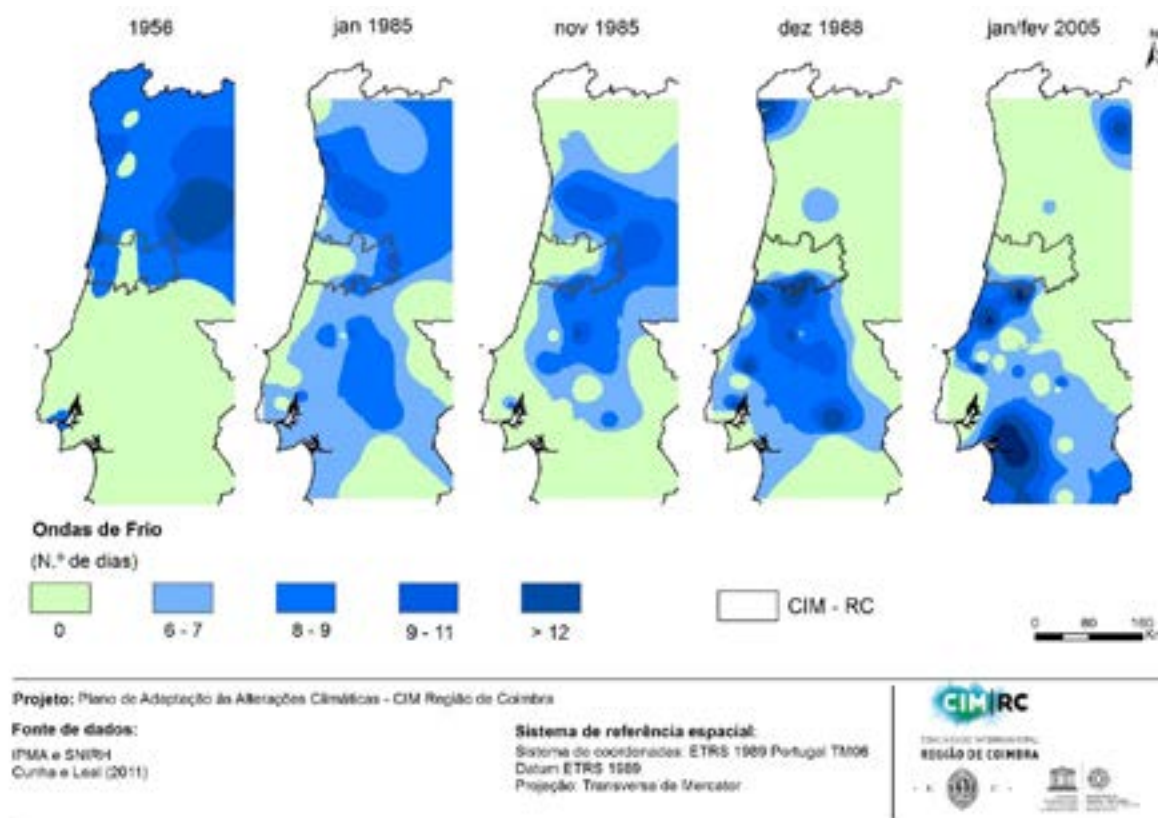 1956
jan 1985
nov 1985
dez 1988
jan/fev 2005
Ondas de Frio
(N.º de dias)
0
6 - 7
8 - 9
9 - 11
> 12
CIM - RC
0 80 160
Projeto: Plano de Adaptação às Alterações Climáticas - CIM Região de Coimbra
Fonte de dados:
IPMA e SNIRH
Cunha e Leal (2011)
Sistema de referência espacial:
Sistema de coordenadas: ETRS 1989 Portugal TM06
Datum ETRS 1989
Projeção: Transversa de Mercator
CIM|RC
REGIÃO DE COIMBRA